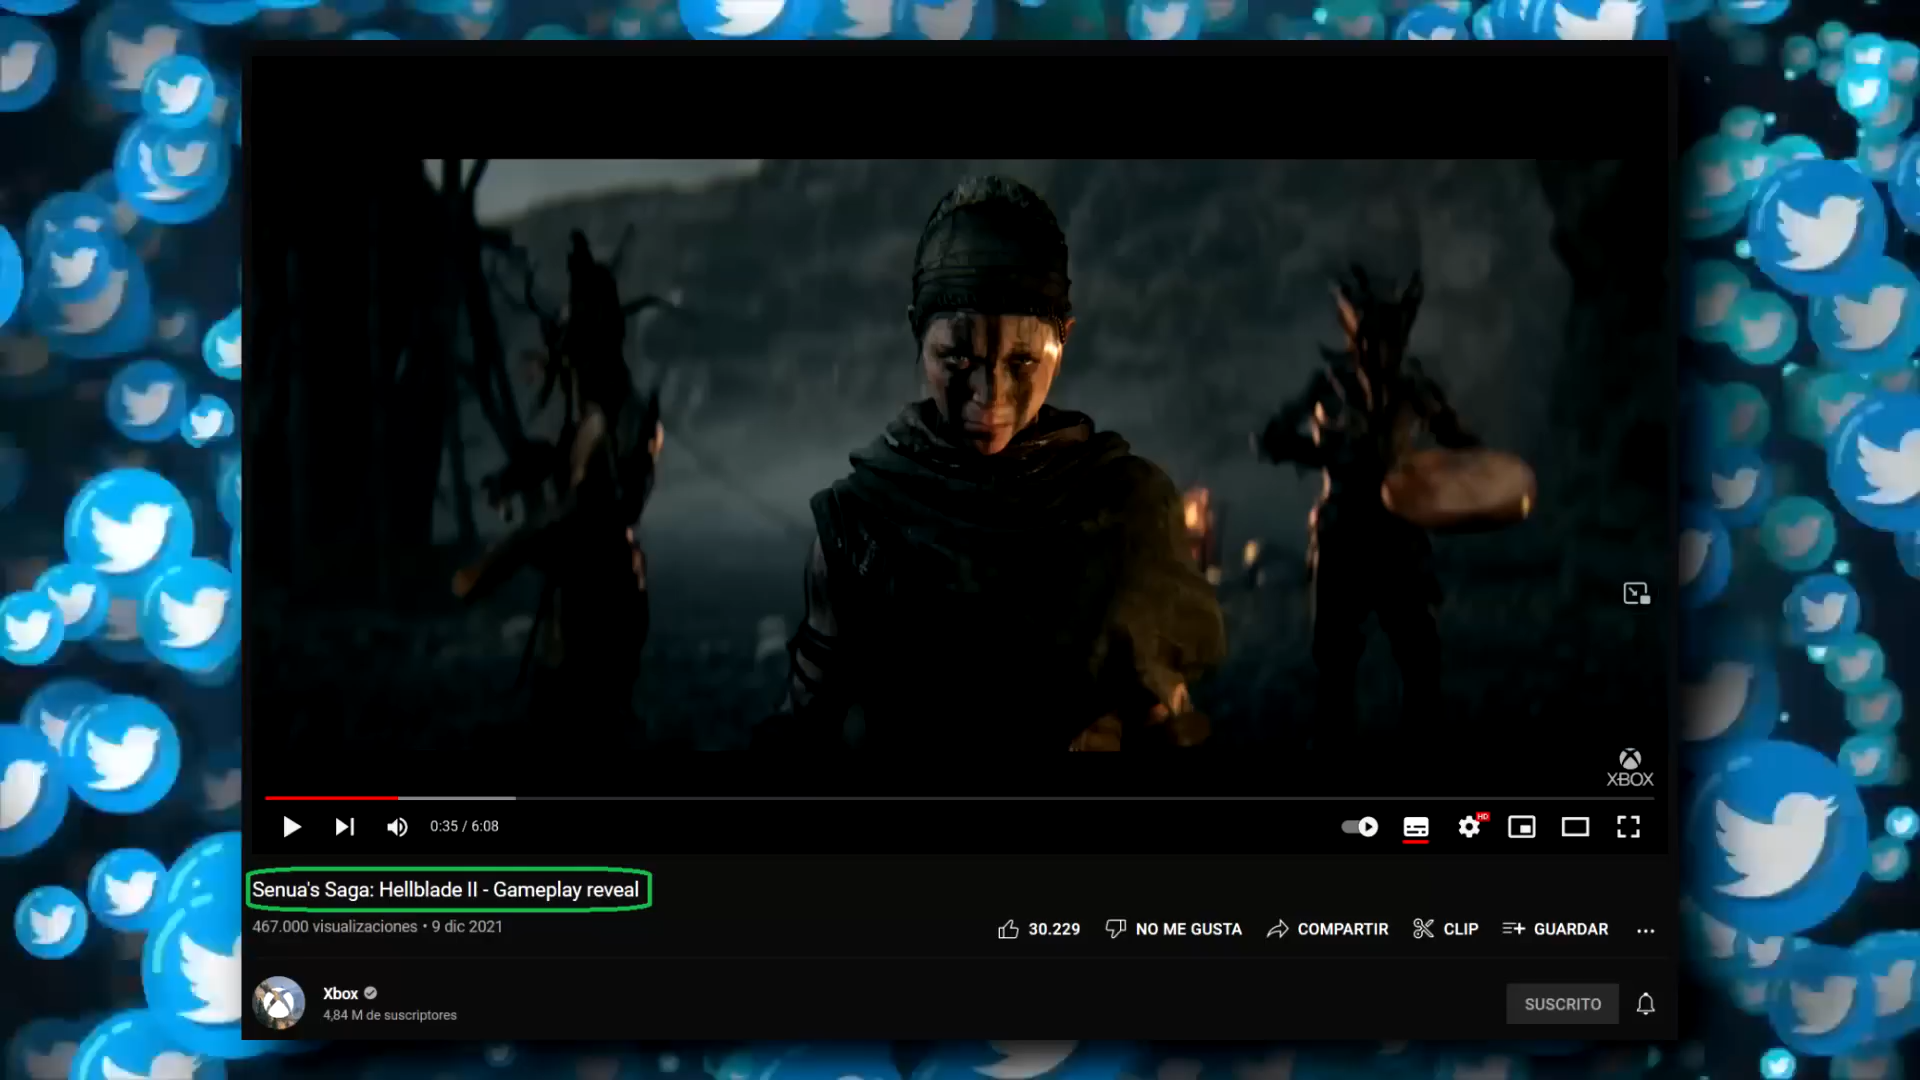 XBOX
0:35 / 6:08
HD
Senua's Saga: Hellblade II - Gameplay reveal
467.000 visualizaciones • 9 dic 2021
30.229
NO ME GUSTA
COMPARTIR
CLIP
GUARDAR
Xbox
4,84 M de suscriptores
SUSCRITO